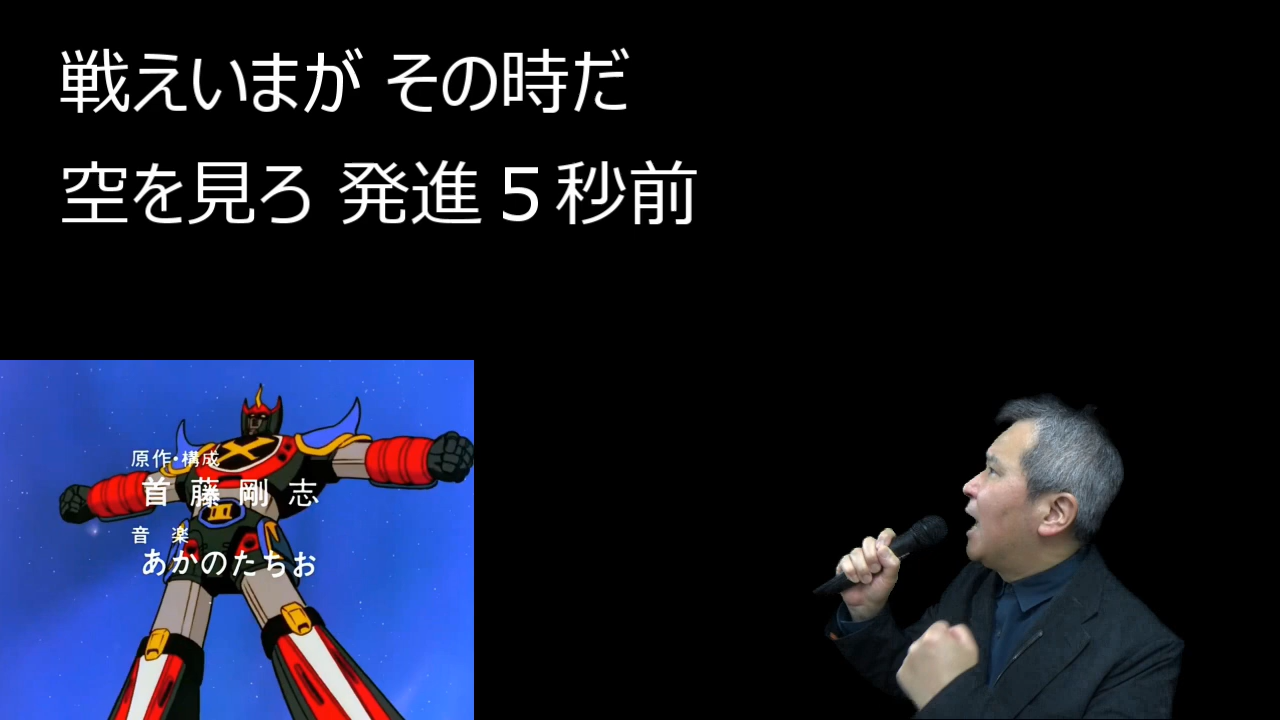 戦えいまが その時だ
空を見ろ 発進５秒前
原作・構成
首藤剛志
音楽
あかのたちお